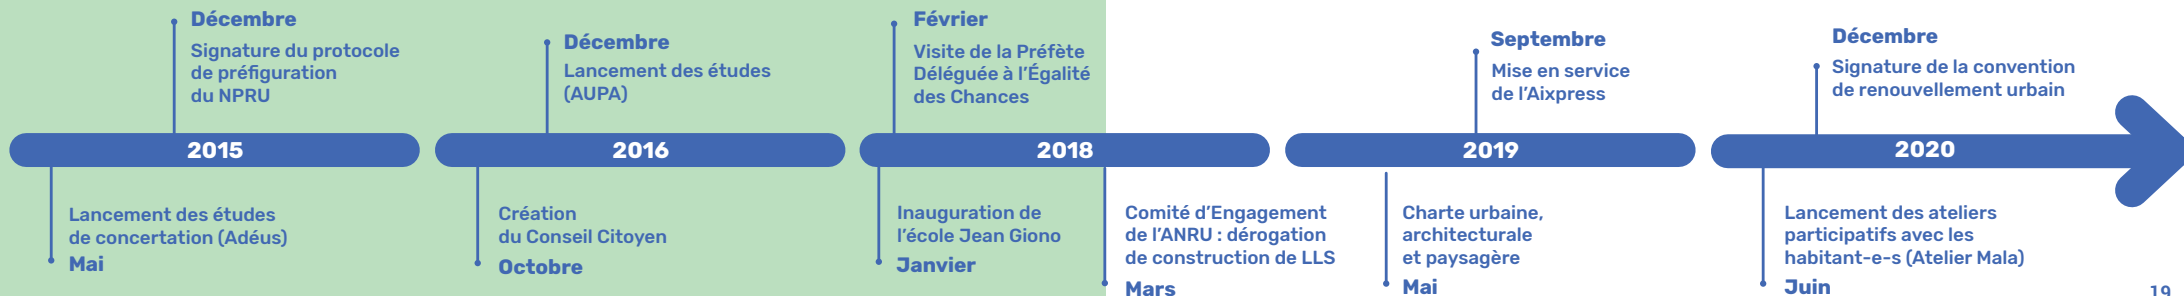 Décembre
Signature du protocole
de préfiguration
du NPRU
Décembre
Lancement des études
(AUPA)
Février
Visite de la Préfète
Déléguée à l'Égalité
des Chances
Septembre
Mise en service
de l'Aixpress
Décembre
Signature de la convention
de renouvellement urbain
2015
2016
2018
2019
2020
Lancement des études
de concertation (Adéus)
Mai
Création
du Conseil Citoyen
Octobre
Inauguration de
l'école Jean Giono
Janvier
Comité d'Engagement
de l'ANRU : dérogation
de construction de LLS
Mars
Charte urbaine,
architecturale
et paysagère
Mai
Lancement des ateliers
participatifs avec les
habitant-e-s (Atelier Mala)
Juin
19